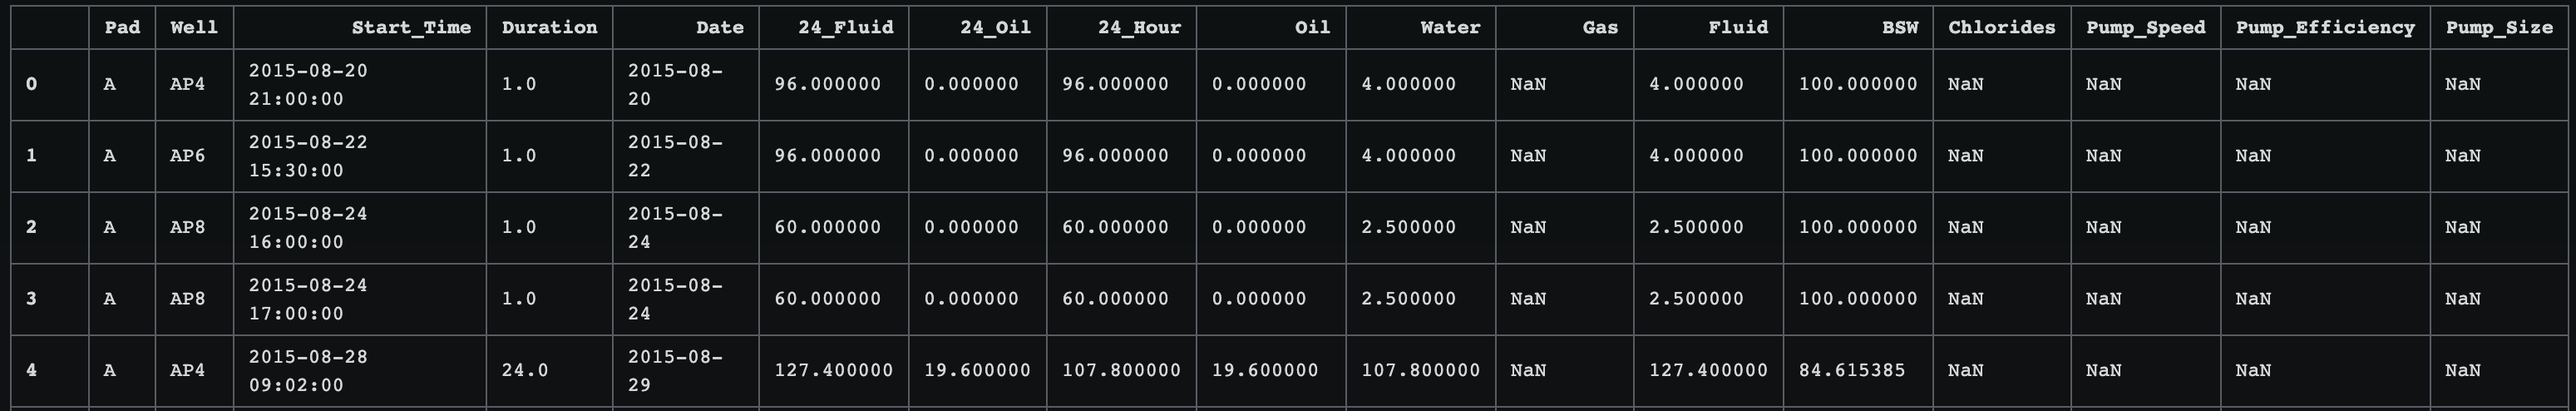 Pad Well Start_Time Duration Date 24_Fluid 24_Oil 24_Hour Oil Water Gas Fluid BSW Chlorides Pump_Speed Pump_Efficiency Pump_Size
0 A AP4 2015-08-20 21:00:00 1.0 2015-08-20 96.000000 0.000000 96.000000 0.000000 4.000000 NaN 4.000000 100.000000 NaN NaN NaN NaN
1 A AP6 2015-08-22 15:30:00 1.0 2015-08-22 96.000000 0.000000 96.000000 0.000000 4.000000 NaN 4.000000 100.000000 NaN NaN NaN NaN
2 A AP8 2015-08-24 16:00:00 1.0 2015-08-24 60.000000 0.000000 60.000000 0.000000 2.500000 NaN 2.500000 100.000000 NaN NaN NaN NaN
3 A AP8 2015-08-24 17:00:00 1.0 2015-08-24 60.000000 0.000000 60.000000 0.000000 2.500000 NaN 2.500000 100.000000 NaN NaN NaN NaN
4 A AP4 2015-08-28 09:02:00 24.0 2015-08-29 127.400000 19.600000 107.800000 19.600000 107.800000 NaN 127.400000 84.615385 NaN NaN NaN NaN